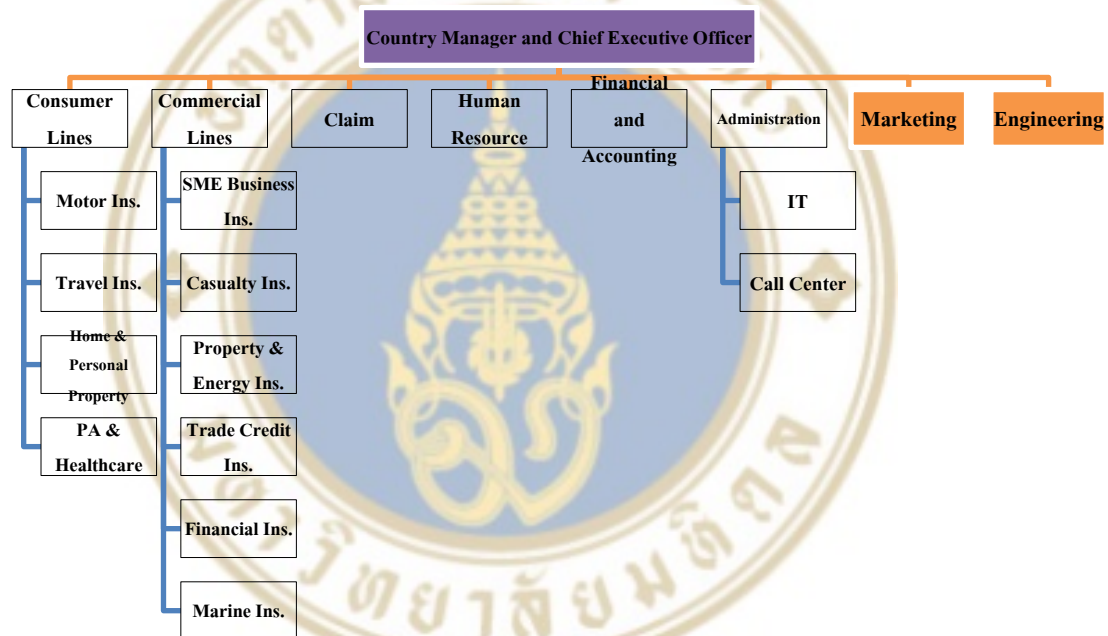 Country Manager and Chief Executive Officer
Consumer
Lines
Commercial
Lines
Claim
Human
Resource
Financial
and
Accounting
Administration
Marketing
Engineering
Motor Ins.
Travel Ins.
Home &
Personal
Property
PA &
Healthcare
SME Business
Ins.
Casualty Ins.
Property &
Energy Ins.
Trade Credit
Ins.
Financial Ins.
Marine Ins.
IT
Call Center